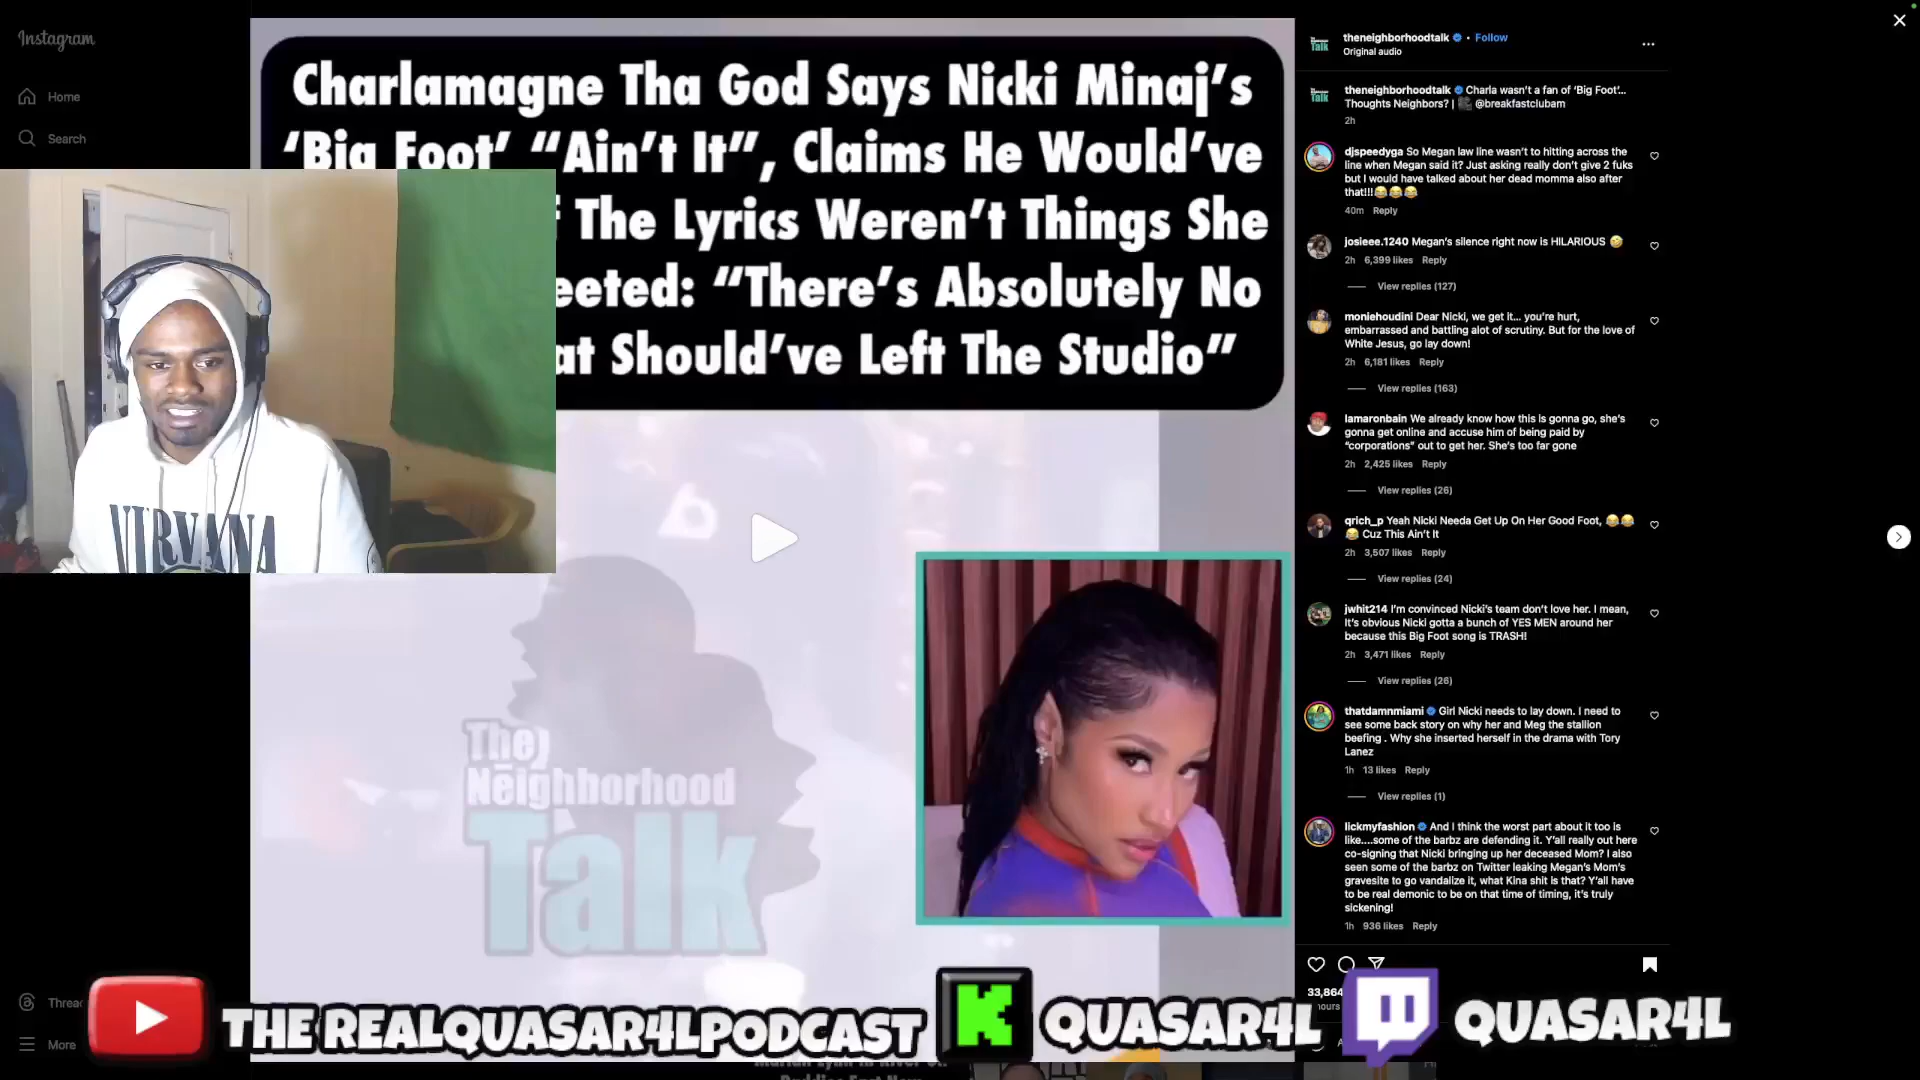 Instagram
Home
Search
Charlamagne Tha God Says Nicki Minaj's
'Big Foot' "Ain't It", Claims He Would've
The Lyrics Weren't Things She
eeted: "There's Absolutely No
at Should've Left The Studio"
NIRVANA
The
Neighborhood
Talk
theneighborhoodtalk • Follow
Original audio
theneighborhoodtalk Charla wasn't a fan of 'Big Foot'...
Thoughts Neighbors? | @breakfastclubam
2h
djspeedyga So Megan law line wasn't to hitting across the
line when Megan said it? Just asking really don't give 2 fuks
but I would have talked about her dead momma also after
that!!!😂😂😂
40m Reply
josieee.1240 Megan's silence right now is HILARIOUS 🤣
2h 6,399 likes Reply
View replies (127)
moniehoudini Dear Nicki, we get it... you're hurt,
embarrassed and battling alot of scrutiny. But for the love of
White Jesus, go lay down!
2h 6,181 likes Reply
View replies (163)
lamaronbain We already know how this is gonna go, she's
gonna get online and accuse him of being paid by
"corporations" out to get her. She's too far gone
2h 2,425 likes Reply
View replies (26)
qrich_p Yeah Nicki Needa Get Up On Her Good Foot, 😂😂
😂 Cuz This Ain't It
2h 3,507 likes Reply
View replies (24)
jwhit214 I'm convinced Nicki's team don't love her. I mean,
It's obvious Nicki gotta a bunch of YES MEN around her
because this Big Foot song is TRASH!
2h 3,471 likes Reply
View replies (26)
thatdamnmiami Girl Nicki needs to lay down. I need to
see some back story on why her and Meg the stallion
beefing . Why she inserted herself in the drama with Tory
Lanez
1h 13 likes Reply
View replies (1)
lickmyfashion And I think the worst part about it too is
like....some of the barbz are defending it. Y'all really out here
co-signing that Nicki bringing up her deceased Mom? I also
seen some of the barbz on Twitter leaking Megan's Mom's
gravesite to go vandalize it, what Kina shit is that? Y'all have
to be real demonic to be on that time of timing, it's truly
sickening!
1h 936 likes Reply
33,864
hours
Threa
More
THE REALQUASAR4LPODCAST
K
QUASAR4L
QUASAR4L